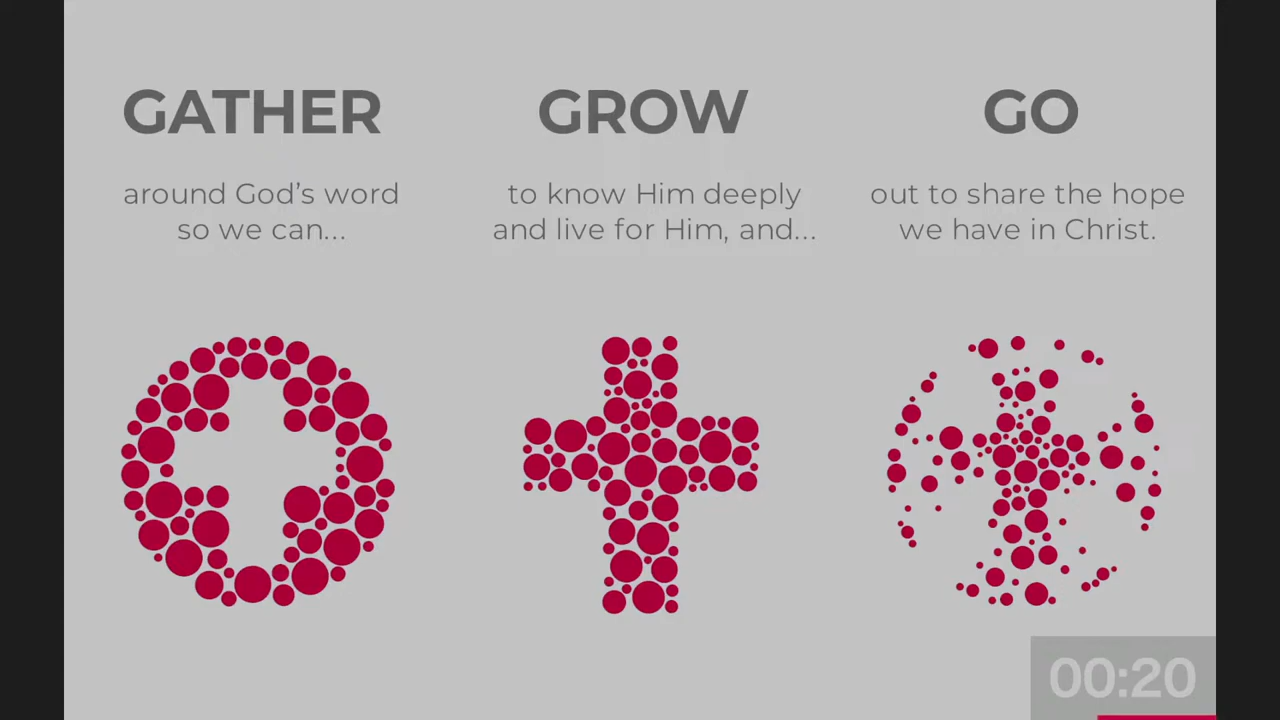 GATHER
around God's word
so we can...
GROW
to know Him deeply
and live for Him, and...
GO
out to share the hope
we have in Christ.
00:20